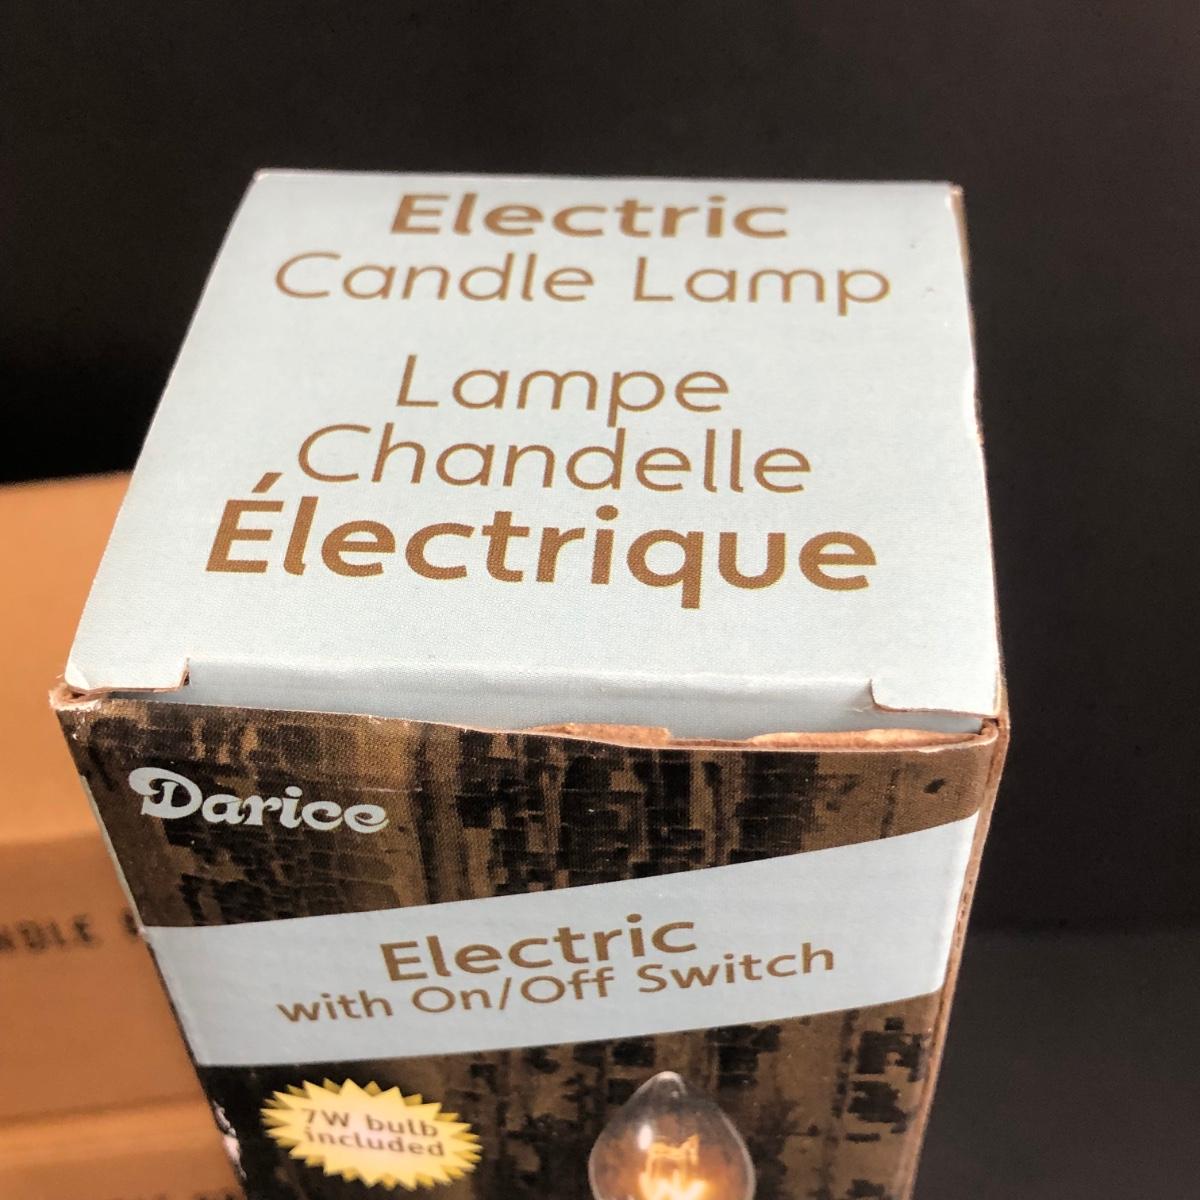 Electric
Candle Lamp
Lampe
Chandelle
Électrique
Darice
Electric
with On/Off Switch
7W bulb
included